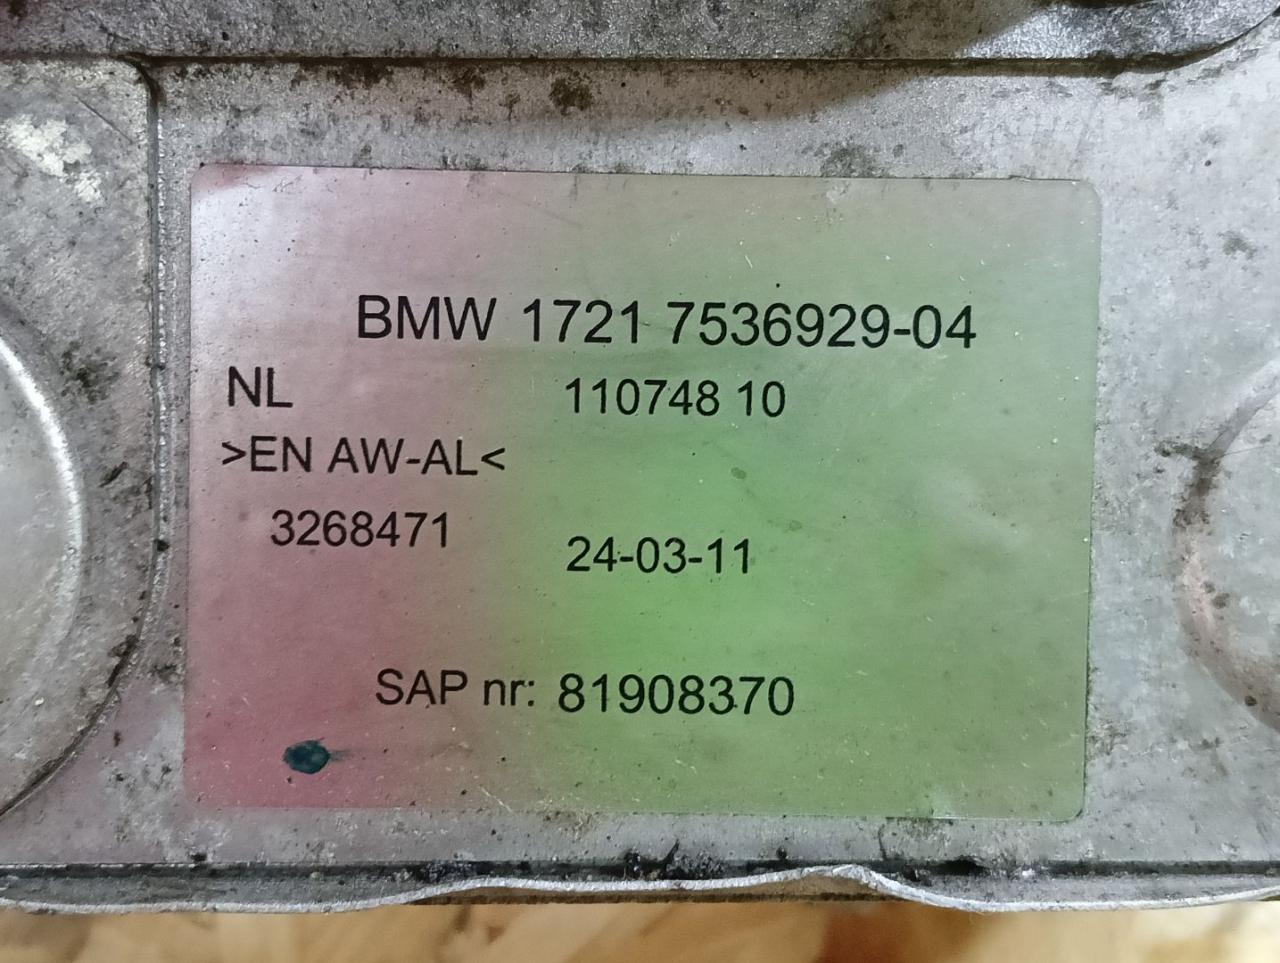 BMW 1721 7536929-04
NL 110748 10
>EN AW-AL<
3268471 24-03-11
SAP nr: 81908370